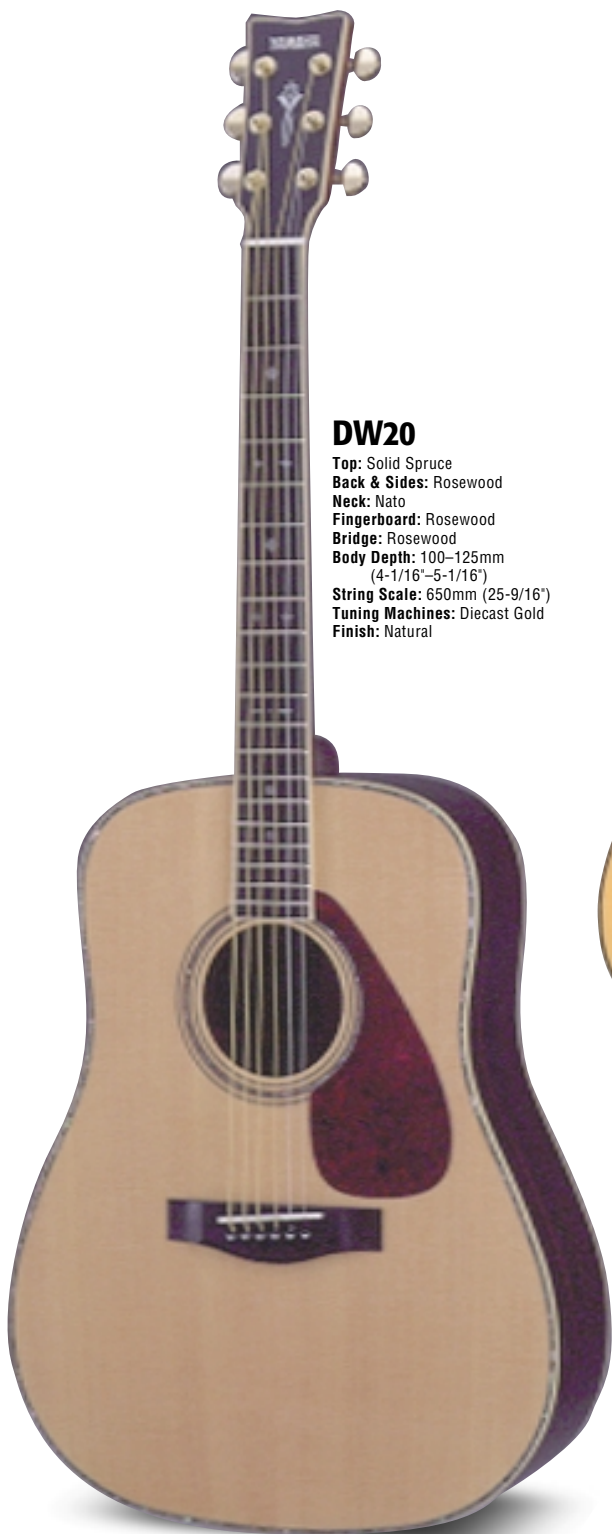 DW20
Top: Solid Spruce
Back & Sides: Rosewood
Neck: Nato
Fingerboard: Rosewood
Bridge: Rosewood
Body Depth: 100–125mm
(4-1/16"–5-1/16")
String Scale: 650mm (25-9/16")
Tuning Machines: Diecast Gold
Finish: Natural